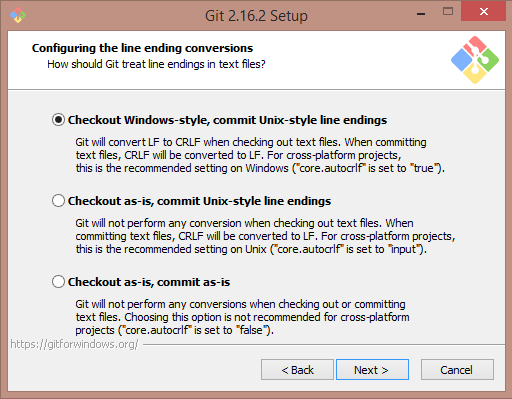 Git 2.16.2 Setup
Configuring the line ending conversions
How should Git treat line endings in text files?
Checkout Windows-style, commit Unix-style line endings
Git will convert LF to CRLF when checking out text files. When committing
text files, CRLF will be converted to LF. For cross-platform projects,
this is the recommended setting on Windows ("core.autocrlf" is set to "true").
Checkout as-is, commit Unix-style line endings
Git will not perform any conversion when checking out text files. When
committing text files, CRLF will be converted to LF. For cross-platform projects,
this is the recommended setting on Unix ("core.autocrlf" is set to "input").
Checkout as-is, commit as-is
Git will not perform any conversions when checking out or committing
text files. Choosing this option is not recommended for cross-platform
projects ("core.autocrlf" is set to "false").
https://gitforwindows.org/
< Back
Next >
Cancel